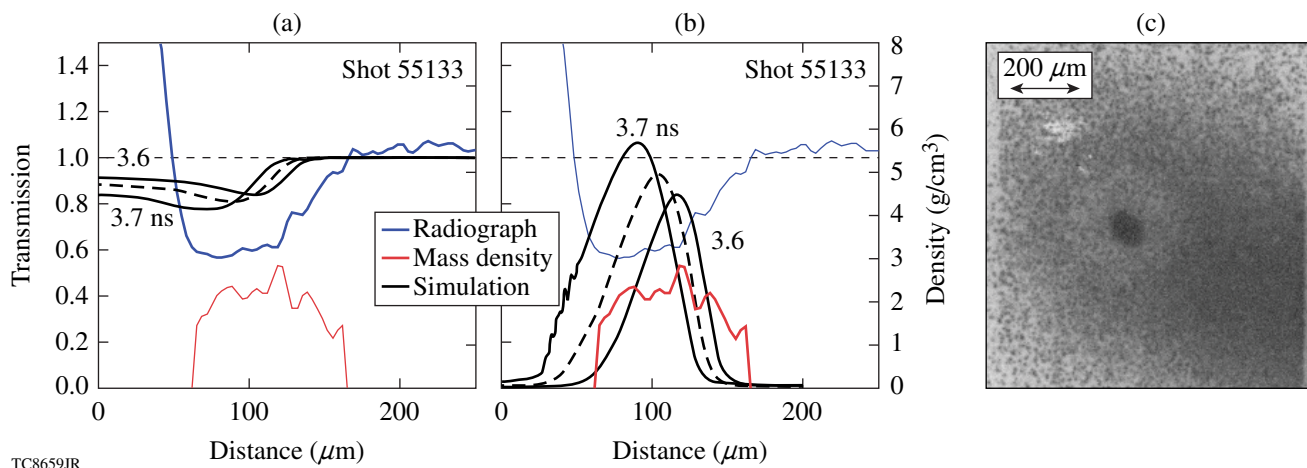 (a)
(b)
(c)
Shot 55133
Shot 55133
200 μm
1.4
1.2
1.0
0.8
0.6
0.4
0.2
0.0
Transmission
3.6
3.7 ns
3.7 ns
3.6
Radiograph
Mass density
Simulation
8
7
6
5
4
3
2
1
0
Density (g/cm³)
0
100
200
0
100
200
Distance (μm)
Distance (μm)
TC8659JR